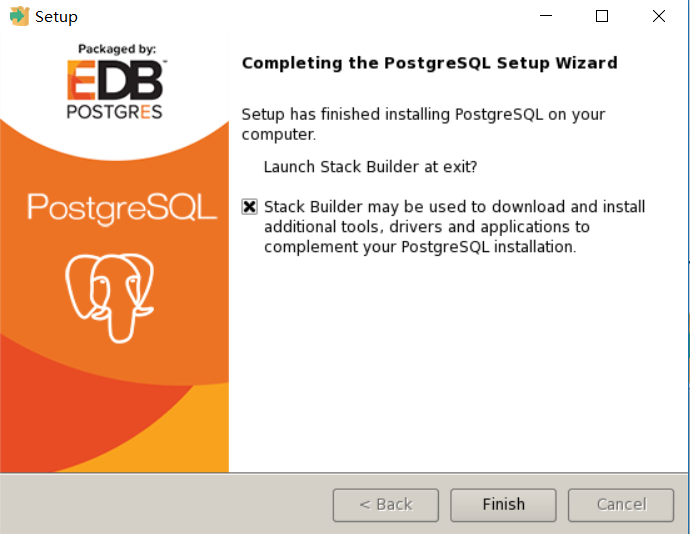 Setup
Packaged by:
EDB
POSTGRES
PostgreSQL
Completing the PostgreSQL Setup Wizard
Setup has finished installing PostgreSQL on your
computer.
Launch Stack Builder at exit?
Stack Builder may be used to download and install
additional tools, drivers and applications to
complement your PostgreSQL installation.
< Back
Finish
Cancel